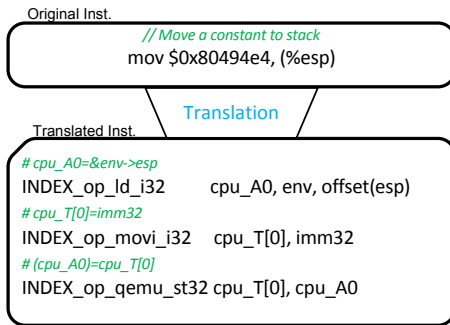 Original Inst.
// Move a constant to stack
mov $0x80494e4, (%esp)
Translation
Translated Inst.
# cpu_A0=&env->esp
INDEX_op_ld_i32 cpu_A0, env, offset(esp)
# cpu_T[0]=imm32
INDEX_op_movi_i32 cpu_T[0], imm32
# (cpu_A0)=cpu_T[0]
INDEX_op_qemu_st32 cpu_T[0], cpu_A0